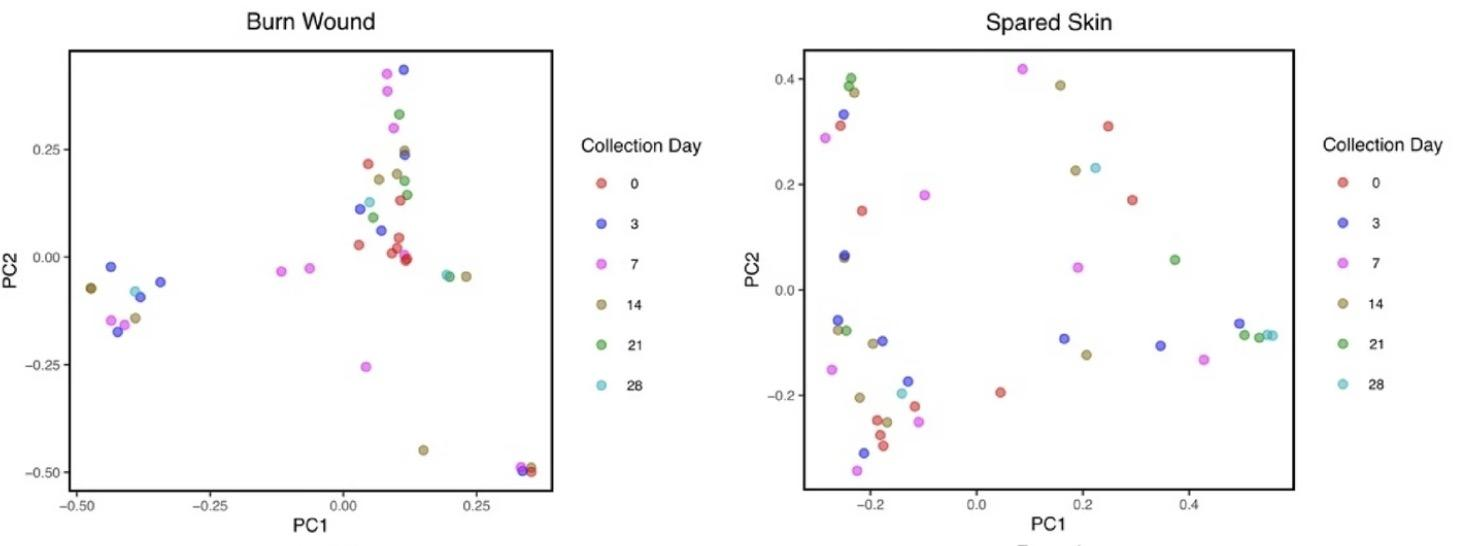 Burn Wound
PC2
0.25
0.00
−0.25
−0.50
−0.50 −0.25 0.00 0.25
PC1
Collection Day
0
3
7
14
21
28
Spared Skin
PC2
0.4
0.2
0.0
−0.2
−0.2 0.0 0.2 0.4
PC1
Collection Day
0
3
7
14
21
28